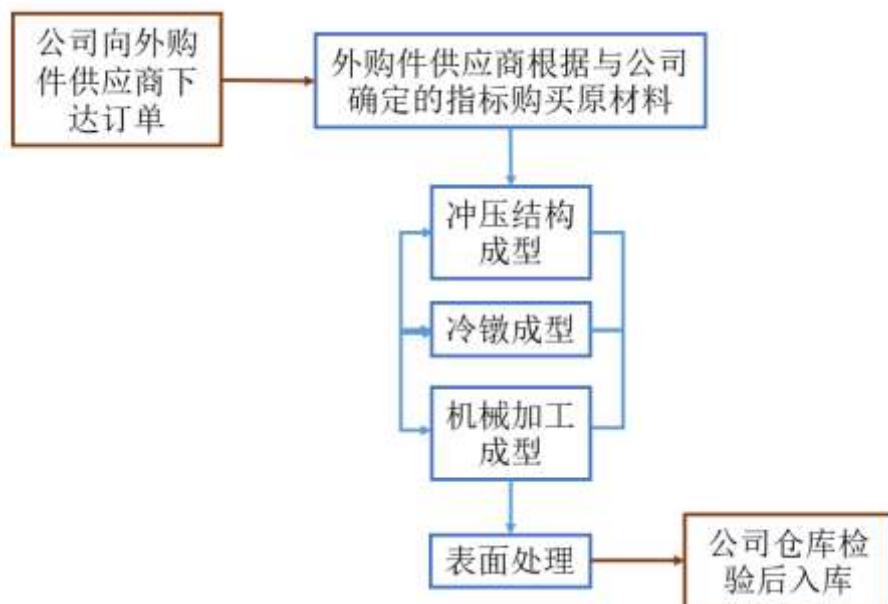 公司向外购
件供应商下
达订单
外购件供应商根据与公司
确定的指标购买原材料
冲压结构
成型
冷镦成型
机械加工
成型
表面处理
公司仓库检
验后入库